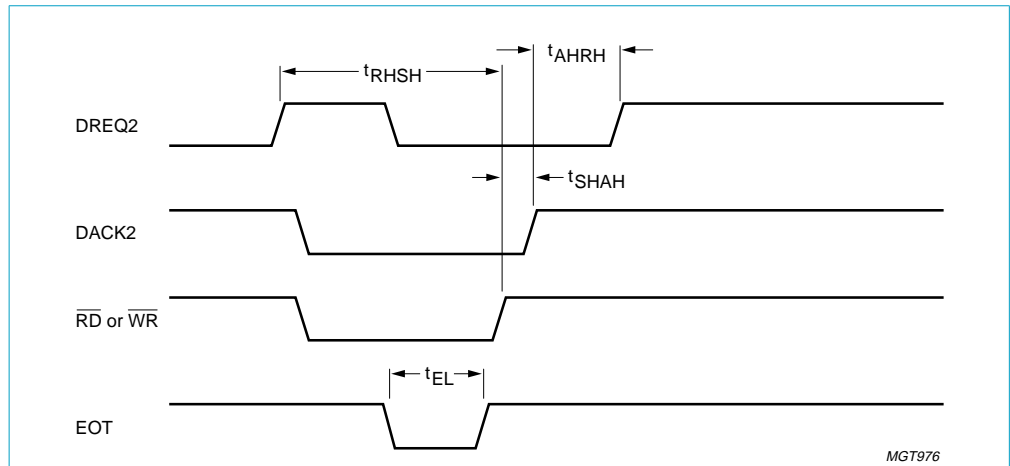 tAHRH
tRHSH
DREQ2
tSHAH
DACK2
RD or WR
tEL
EOT
MGT976